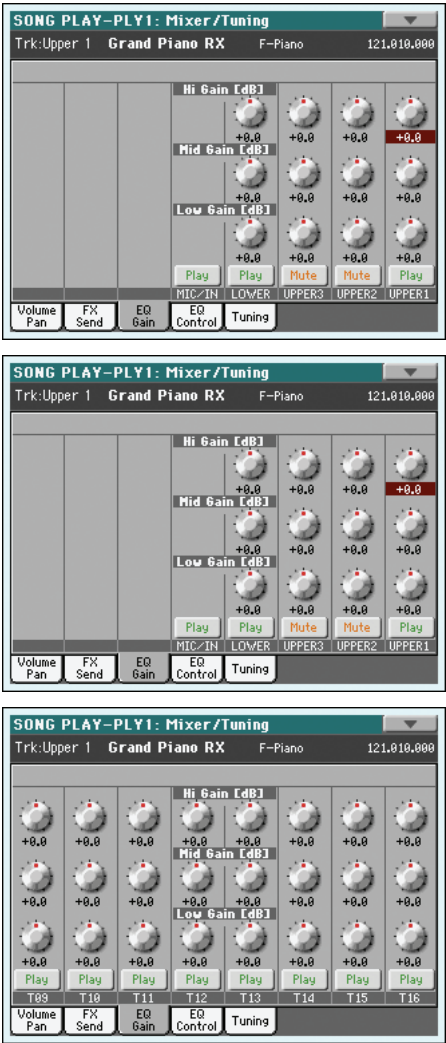 SONG PLAY-PLY1: Mixer/Tuning
Trk:Upper 1 Grand Piano RX F-Piano 121.010.000
Hi Gain [dB]
+0.0 +0.0 +0.0 +0.0
Mid Gain [dB]
+0.0 +0.0 +0.0 +0.0
Low Gain [dB]
+0.0 +0.0 +0.0 +0.0
Play Play Mute Mute Play
MIC/IN LOWER UPPER3 UPPER2 UPPER1
Volume Pan FX Send EQ Gain EQ Control Tuning
SONG PLAY-PLY1: Mixer/Tuning
Trk:Upper 1 Grand Piano RX F-Piano 121.010.000
Hi Gain [dB]
+0.0 +0.0 +0.0 +0.0
Mid Gain [dB]
+0.0 +0.0 +0.0 +0.0
Low Gain [dB]
+0.0 +0.0 +0.0 +0.0
Play Play Mute Mute Play
MIC/IN LOWER UPPER3 UPPER2 UPPER1
Volume Pan FX Send EQ Gain EQ Control Tuning
SONG PLAY-PLY1: Mixer/Tuning
Trk:Upper 1 Grand Piano RX F-Piano 121.010.000
Hi Gain [dB]
+0.0 +0.0 +0.0 +0.0 +0.0 +0.0 +0.0 +0.0
Mid Gain [dB]
+0.0 +0.0 +0.0 +0.0 +0.0 +0.0 +0.0 +0.0
Low Gain [dB]
+0.0 +0.0 +0.0 +0.0 +0.0 +0.0 +0.0 +0.0
Play Play Play Play Play Play Play Play
T09 T10 T11 T12 T13 T14 T15 T16
Volume Pan FX Send EQ Gain EQ Control Tuning